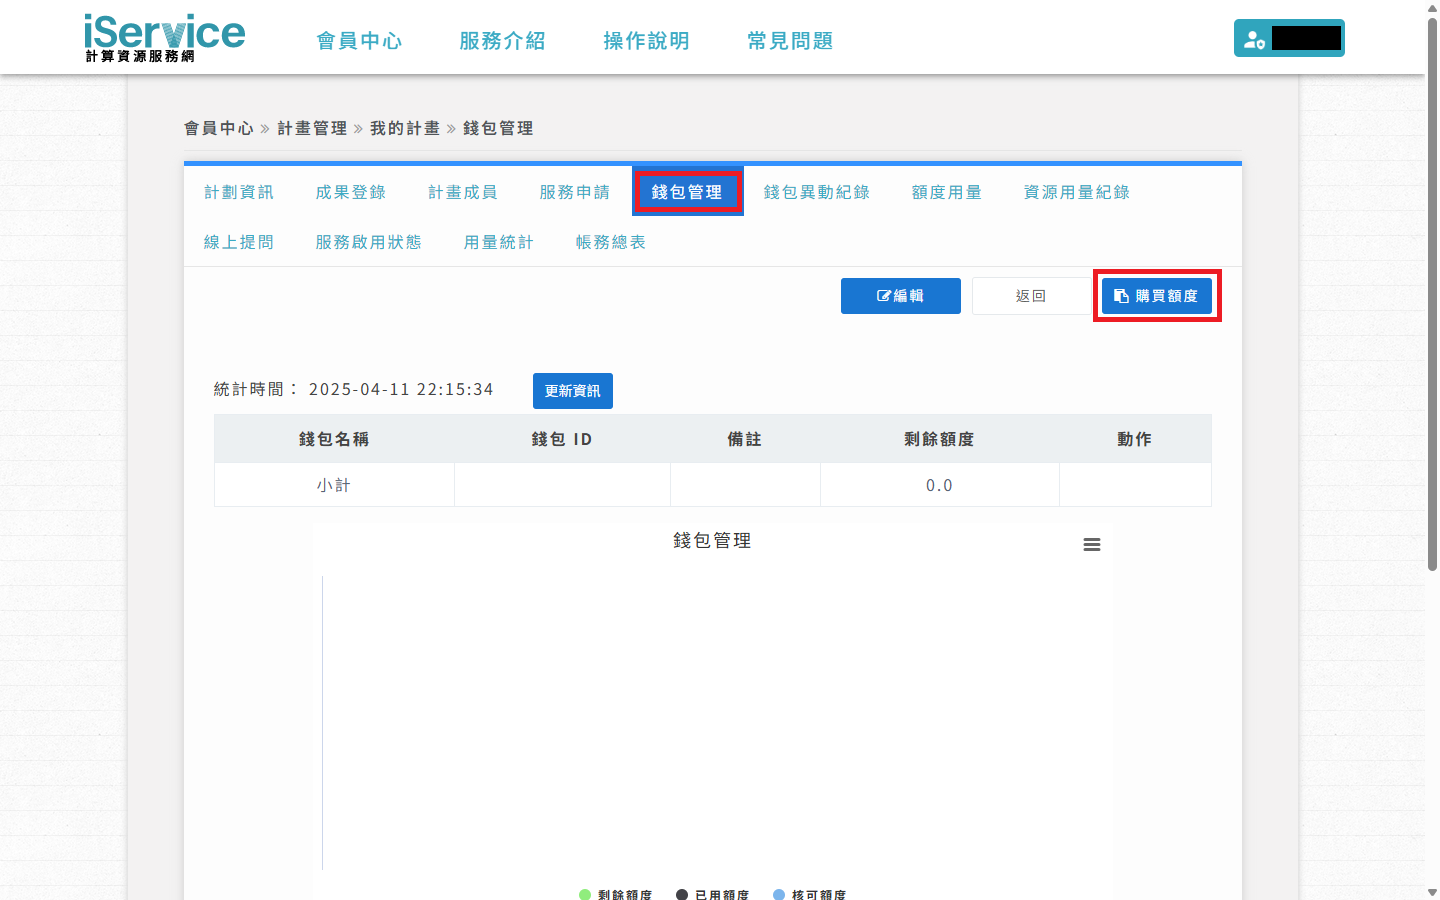 iService
計算資源服務網
會員中心 服務介紹 操作說明 常見問題
會員中心 » 計畫管理 » 我的計畫 » 錢包管理
計劃資訊 成果登錄 計畫成員 服務申請 錢包管理 錢包異動紀錄 額度用量 資源用量紀錄
線上提問 服務啟用狀態 用量統計 帳務總表
編輯 返回 購買額度
統計時間： 2025-04-11 22:15:34 更新資訊
錢包名稱 錢包 ID 備註 剩餘額度 動作
小計 0.0
錢包管理
剩餘額度 已用額度 核可額度